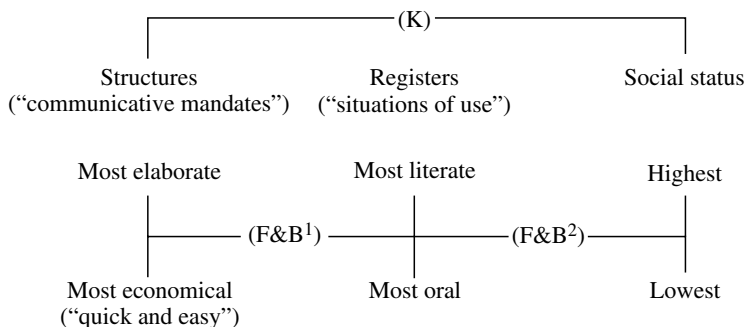 (K)
Structures Registers Social status
(“communicative mandates”) (“situations of use”)
Most elaborate Most literate Highest
(F&B¹) (F&B²)
Most economical Most oral Lowest
(“quick and easy”)